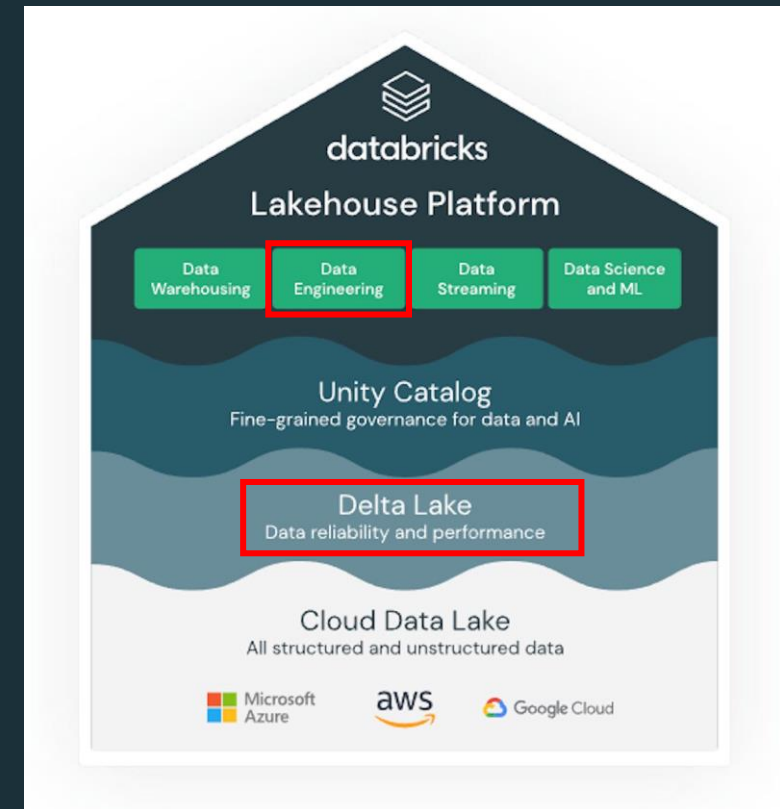 databricks
Lakehouse Platform
Data Warehousing
Data Engineering
Data Streaming
Data Science and ML
Unity Catalog
Fine-grained governance for data and AI
Delta Lake
Data reliability and performance
Cloud Data Lake
All structured and unstructured data
Microsoft Azure
aws
Google Cloud